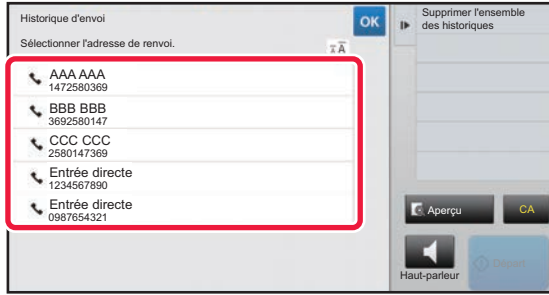 Historique d'envoi
OK
Sélectionner l'adresse de renvoi.
AAA AAA
1472580369
BBB BBB
3692580147
CCC CCC
2580147369
Entrée directe
1234567890
Entrée directe
0987654321
Supprimer l'ensemble
des historiques
Aperçu
CA
Haut-parleur
Départ